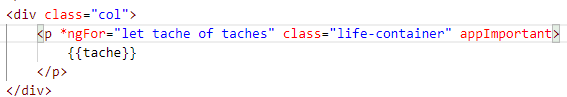 <div class="col">
<p *ngFor="let tache of taches" class="life-container" appImportant>
{{tache}}
</p>
</div>